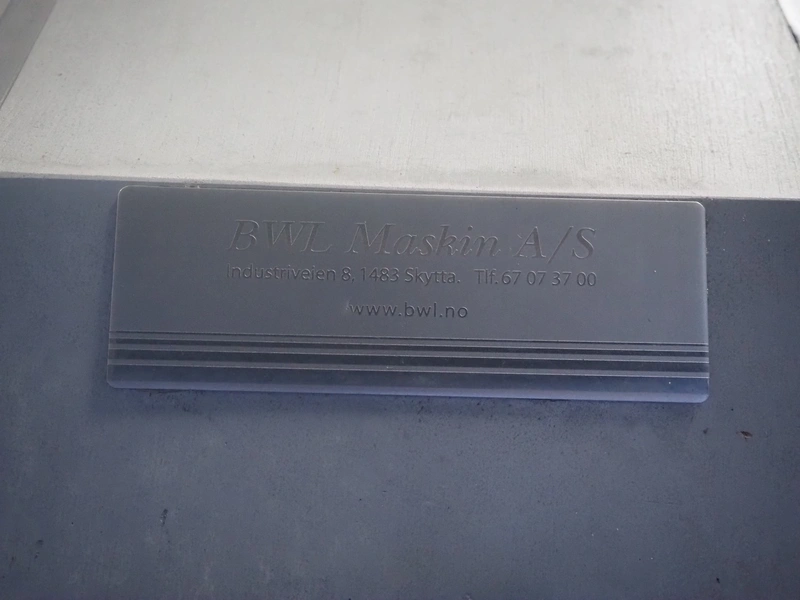 BWL Maskin A/S
Industriveien 8, 1483 Skytta. Tlf. 67 07 37 00
www.bwl.no